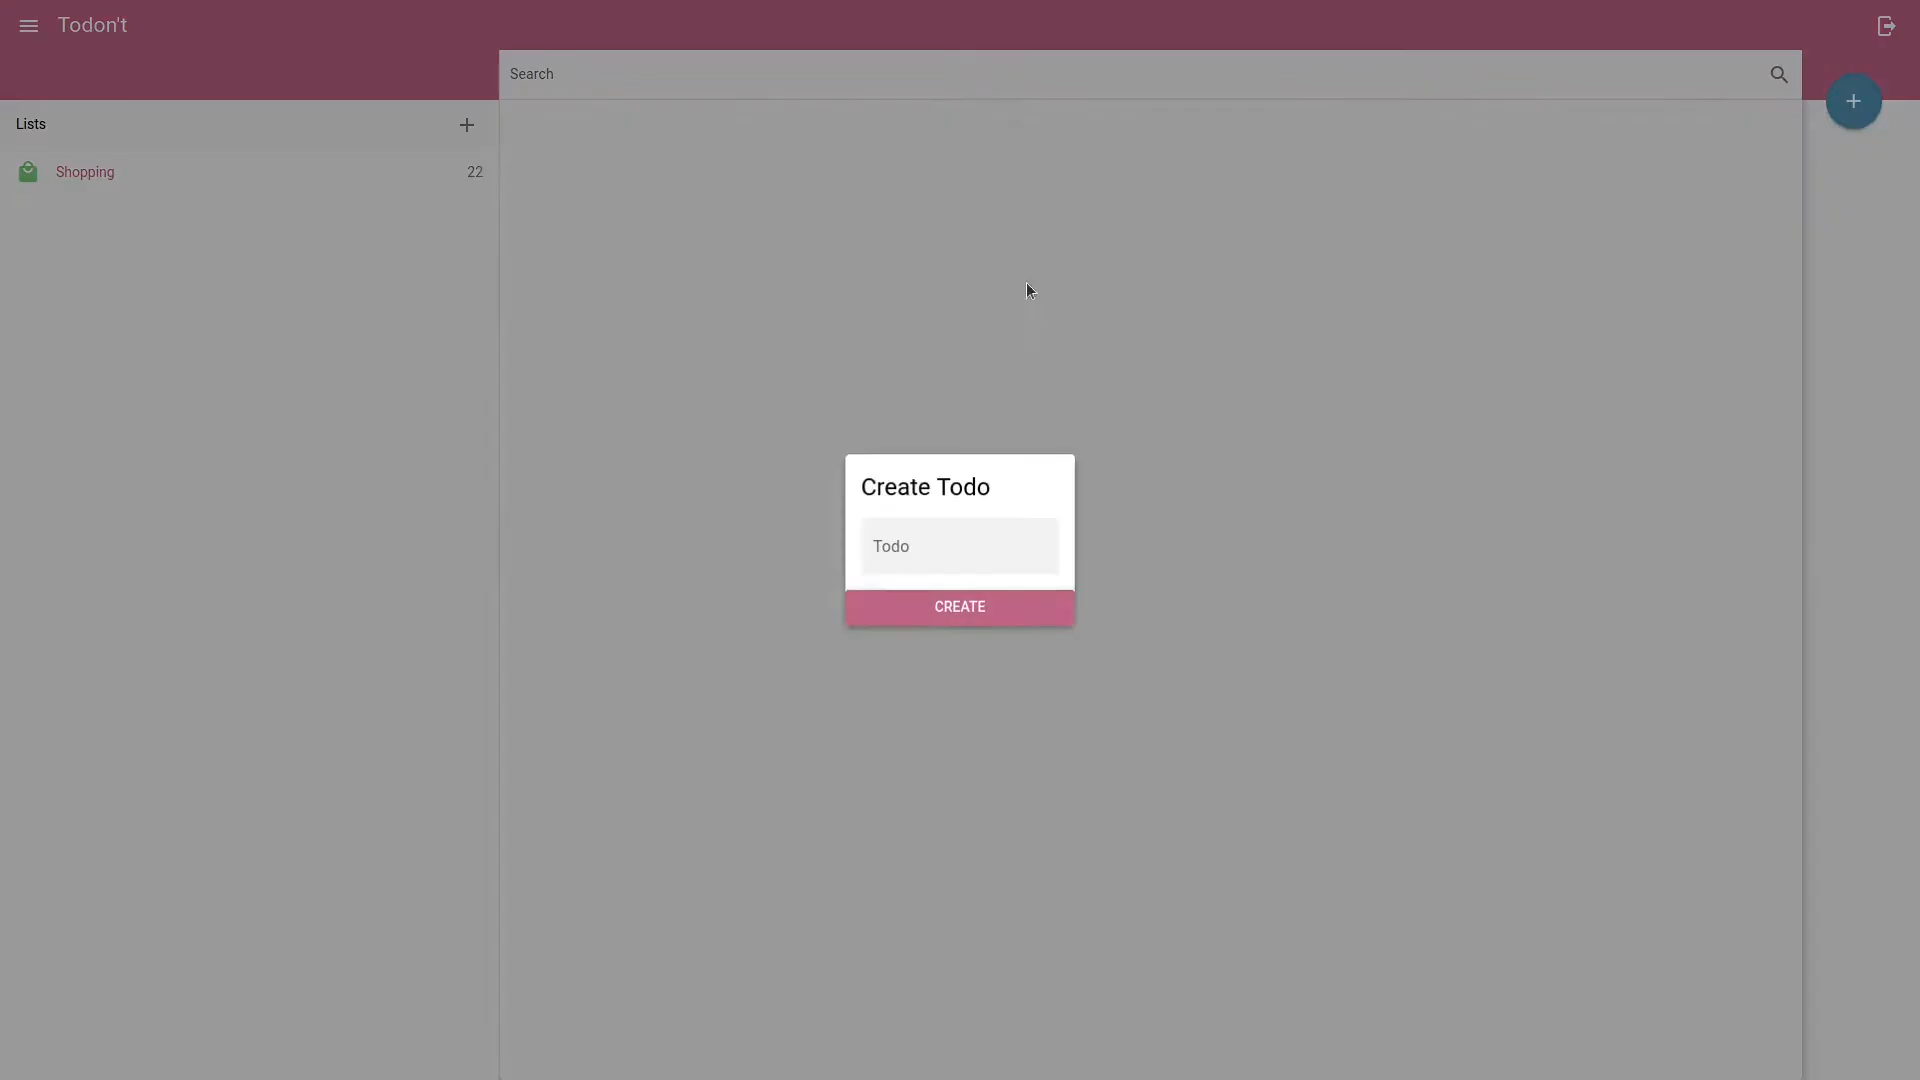 Todon't
Search
Lists
Shopping 22
Create Todo
Todo
CREATE